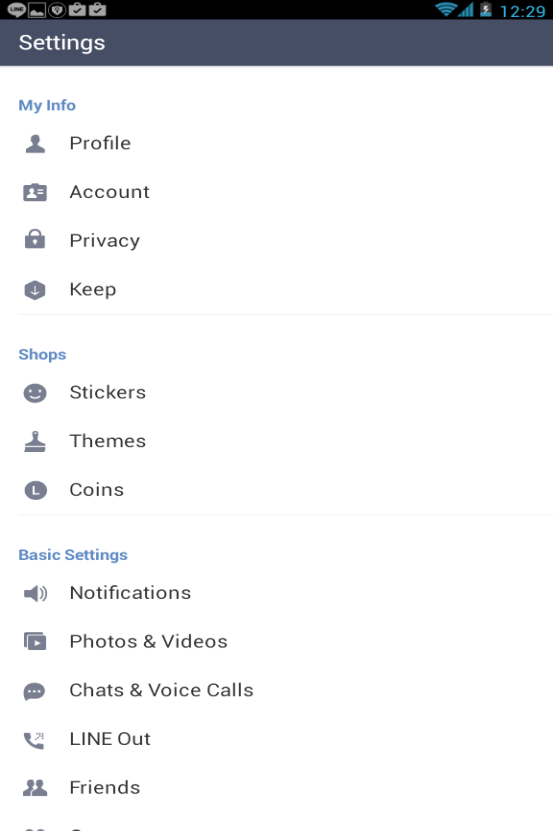 LINE
12:29
Settings
My Info
Profile
Account
Privacy
Keep
Shops
Stickers
Themes
L Coins
Basic Settings
Notifications
Photos & Videos
Chats & Voice Calls
LINE Out
Friends